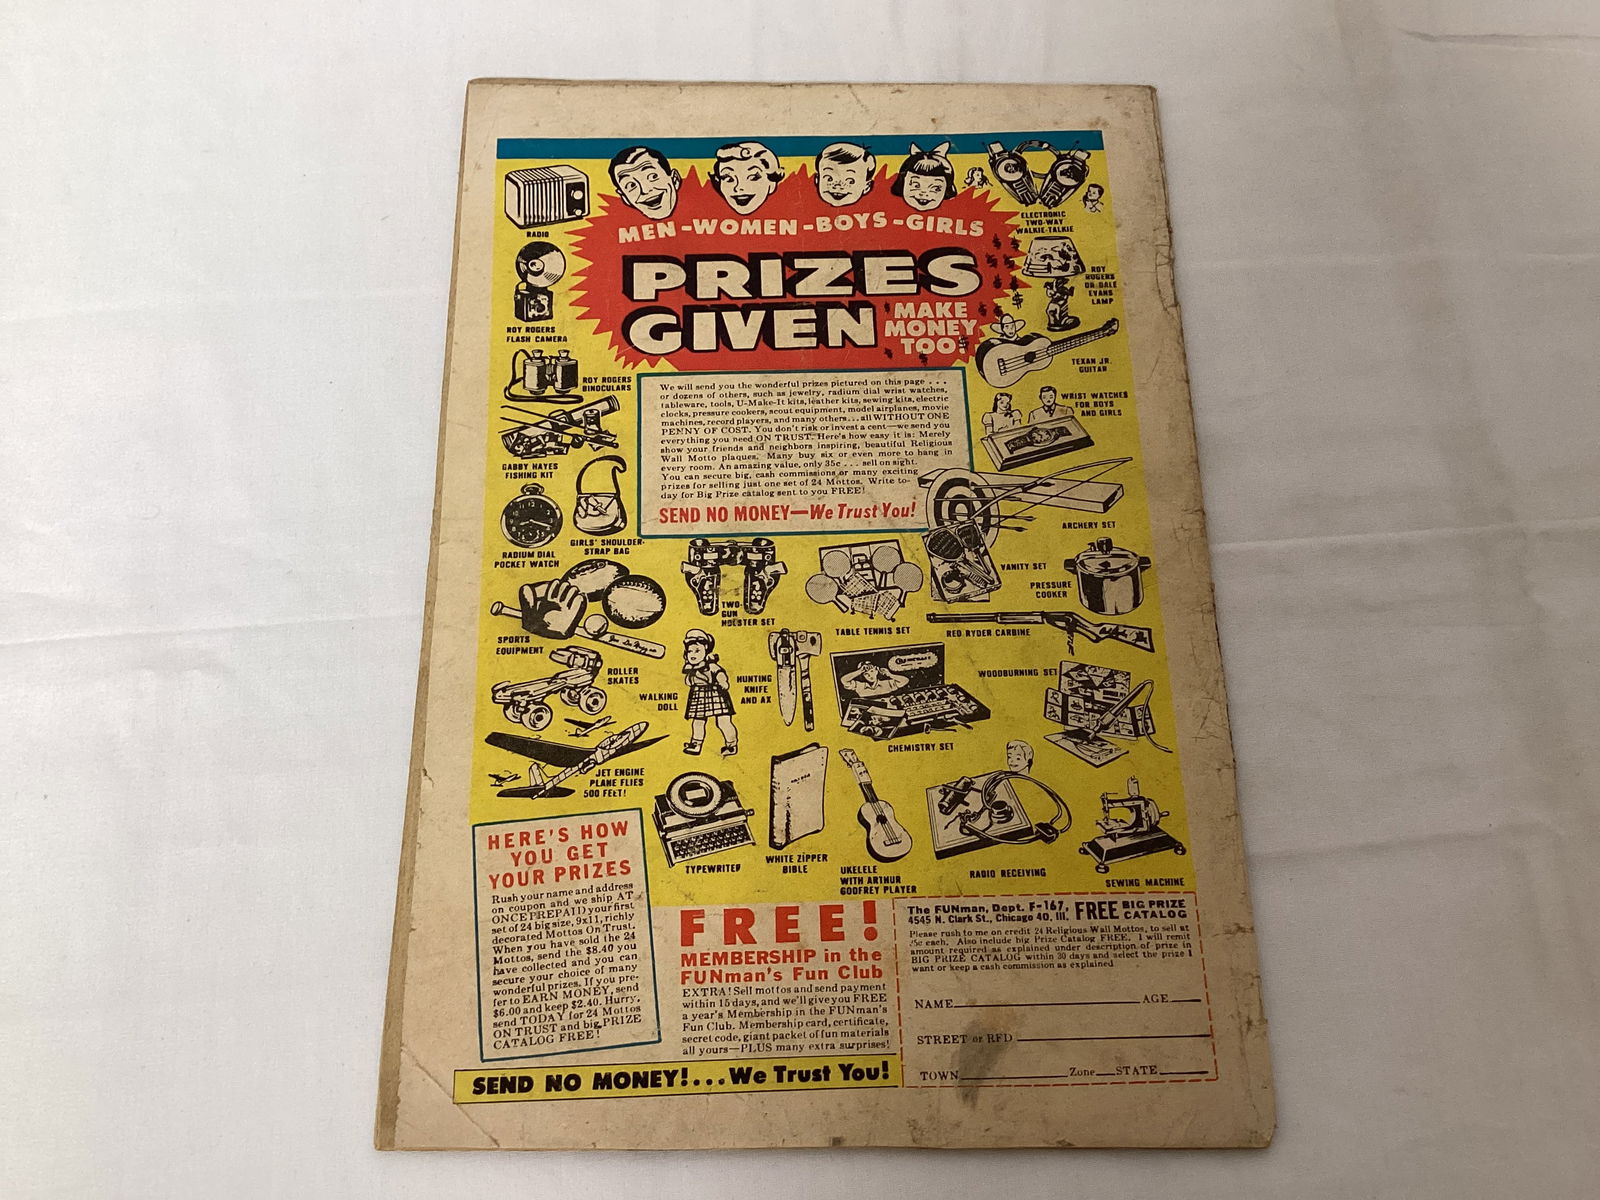 MEN-WOMEN-BOYS-GIRLS
PRIZES
GIVEN
MAKE
MONEY
TOO!
RADIO
ROY ROGERS
FLASH CAMERA
ROY ROGERS
BINOCULARS
GABBY HAYES
FISHING KIT
RADIUM DIAL
POCKET WATCH
GIRLS' SHOULDER-
STRAP BAG
ELECTRONIC
TWO-WAY
WALKIE-TALKIE
ROY
ROGERS
OR DALE
EVANS
LAMP
TEXAN JR.
GUITAR
WRIST WATCHES
FOR BOYS
AND GIRLS
We will send you the wonderful prizes pictured on this page . . .
or dozens of others, such as jewelry, radium dial wrist watches,
tableware, tools, U-Make-It kits, leather kits, sewing kits, electric
clocks, pressure cookers, scout equipment, model airplanes, movie
machines, record players, and many others...all WITHOUT ONE
PENNY OF COST. You don't risk or invest a cent—we send you
everything you need ON TRUST. Here's how easy it is: Merely
show your friends and neighbors inspiring, beautiful Religious
Wall Motto plaques. Many buy six or even more to hang in
every room. An amazing value, only 35c . . . sell on sight.
You can secure big, cash commissions or many exciting
prizes for selling just one set of 24 Mottos. Write to-
day for Big Prize catalog sent to you FREE!
SEND NO MONEY—We Trust You!
ARCHERY SET
VANITY SET
PRESSURE
COOKER
TWO-
GUN
HOLSTER SET
TABLE TENNIS SET
RED RYDER CARBINE
SPORTS
EQUIPMENT
ROLLER
SKATES
WALKING
DOLL
HUNTING
KNIFE
AND AX
CHEMISTRY SET
WOODBURNING SET
JET ENGINE
PLANE FLIES
500 FEET!
TYPEWRITER
WHITE ZIPPER
BIBLE
UKELELE
WITH ARTHUR
GODFREY PLAYER
RADIO RECEIVING
SEWING MACHINE
HERE'S HOW
YOU GET
YOUR PRIZES
Rush your name and address
on coupon and we ship AT
ONCE PREPAID your first
set of 24 big size, 9x11, richly
decorated Mottos On Trust.
When you have sold the 24
Mottos, send the $8.40 you
have collected and you can
secure your choice of many
wonderful prizes. If you pre-
fer to EARN MONEY, send
$6.00 and keep $2.40. Hurry,
send TODAY for 24 Mottos
ON TRUST and big PRIZE
CATALOG FREE!
FREE!
MEMBERSHIP in the
FUNman's Fun Club
EXTRA! Sell mottos and send payment
within 15 days, and we'll give you FREE
a year's Membership in the FUNman's
Fun Club. Membership card, certificate,
secret code, giant packet of fun materials
all yours—PLUS many extra surprises!
SEND NO MONEY!...We Trust You!
The FUNman, Dept. F-167,
4545 N. Clark St., Chicago 40, Ill.
FREE BIG PRIZE
CATALOG
Please rush to me on credit 24 Religious Wall Mottos, to sell at
35c each. Also include big Prize Catalog FREE. I will remit
amount required as explained under description of prize in
BIG PRIZE CATALOG within 30 days and select the prize I
want or keep a cash commission as explained
NAME AGE
STREET or RFD
TOWN Zone STATE